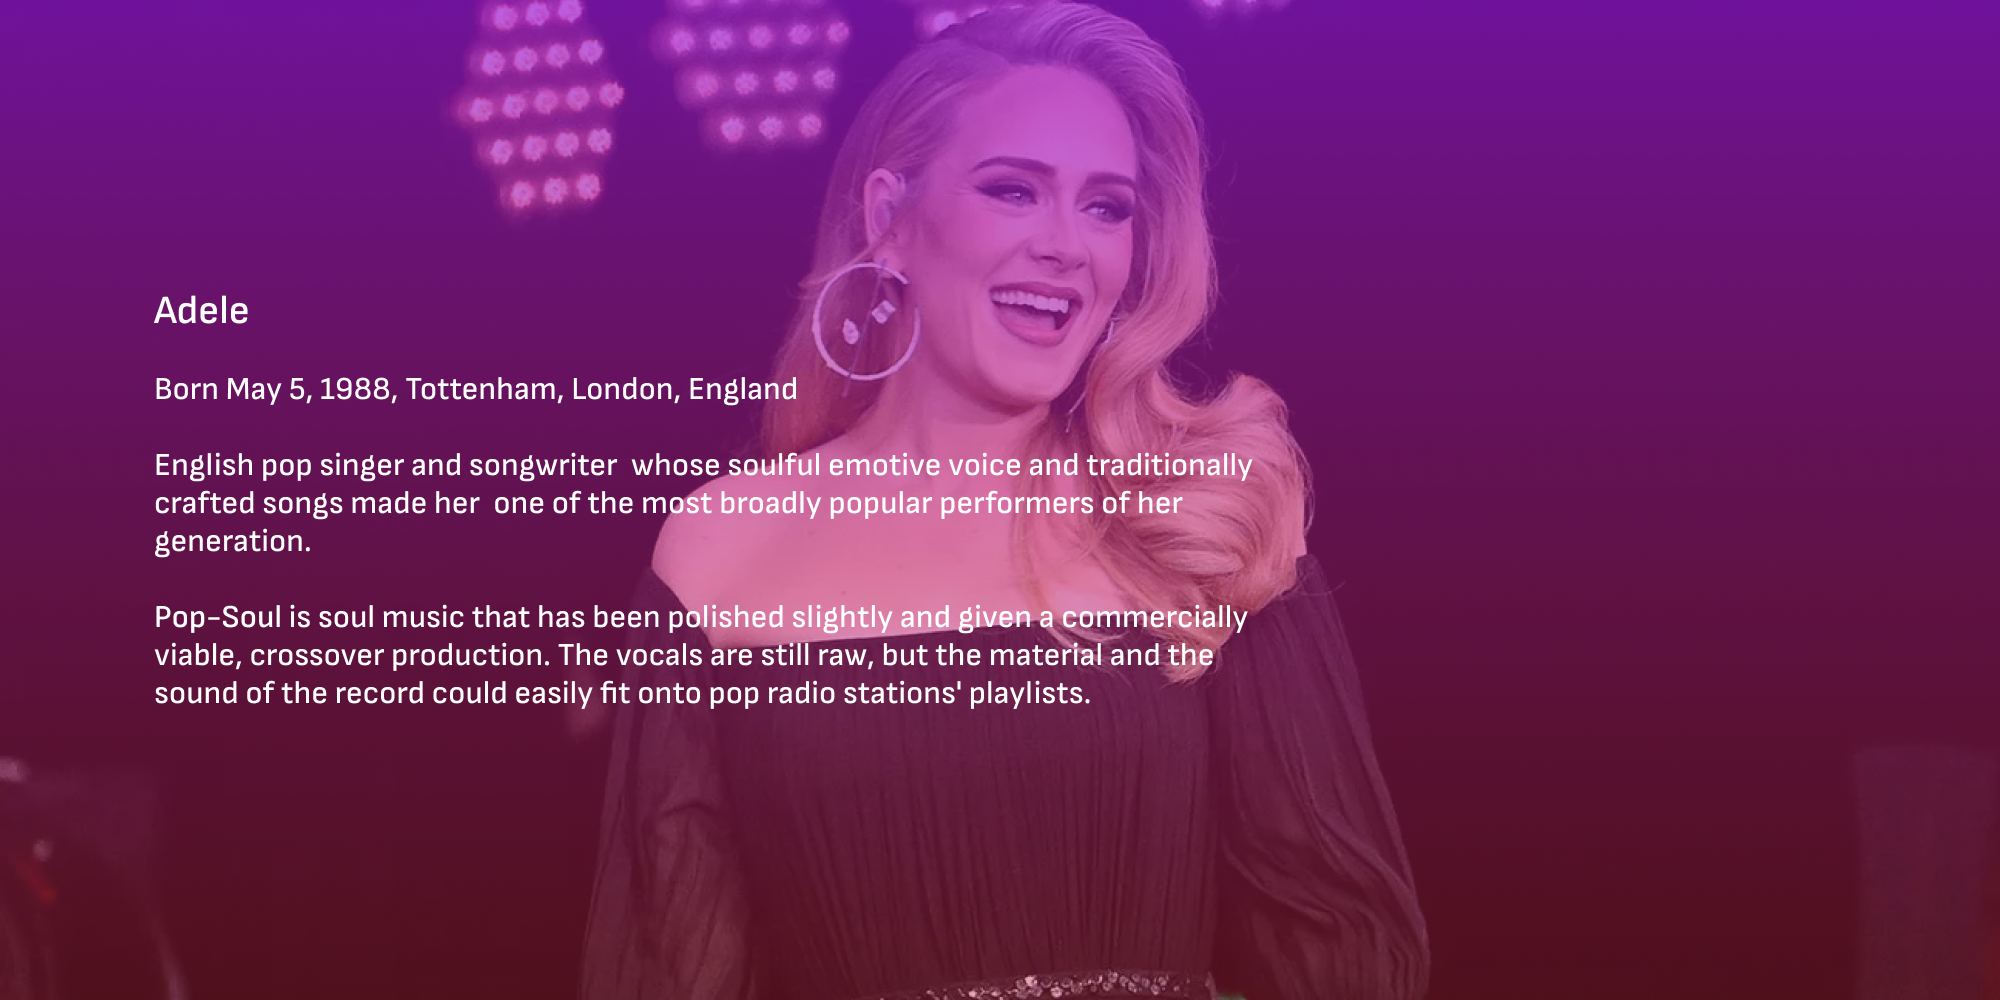 Adele
Born May 5, 1988, Tottenham, London, England
English pop singer and songwriter  whose soulful emotive voice and traditionally
crafted songs made her  one of the most broadly popular performers of her
generation.
Pop-Soul is soul music that has been polished slightly and given a commercially
viable, crossover production. The vocals are still raw, but the material and the
sound of the record could easily fit onto pop radio stations' playlists.